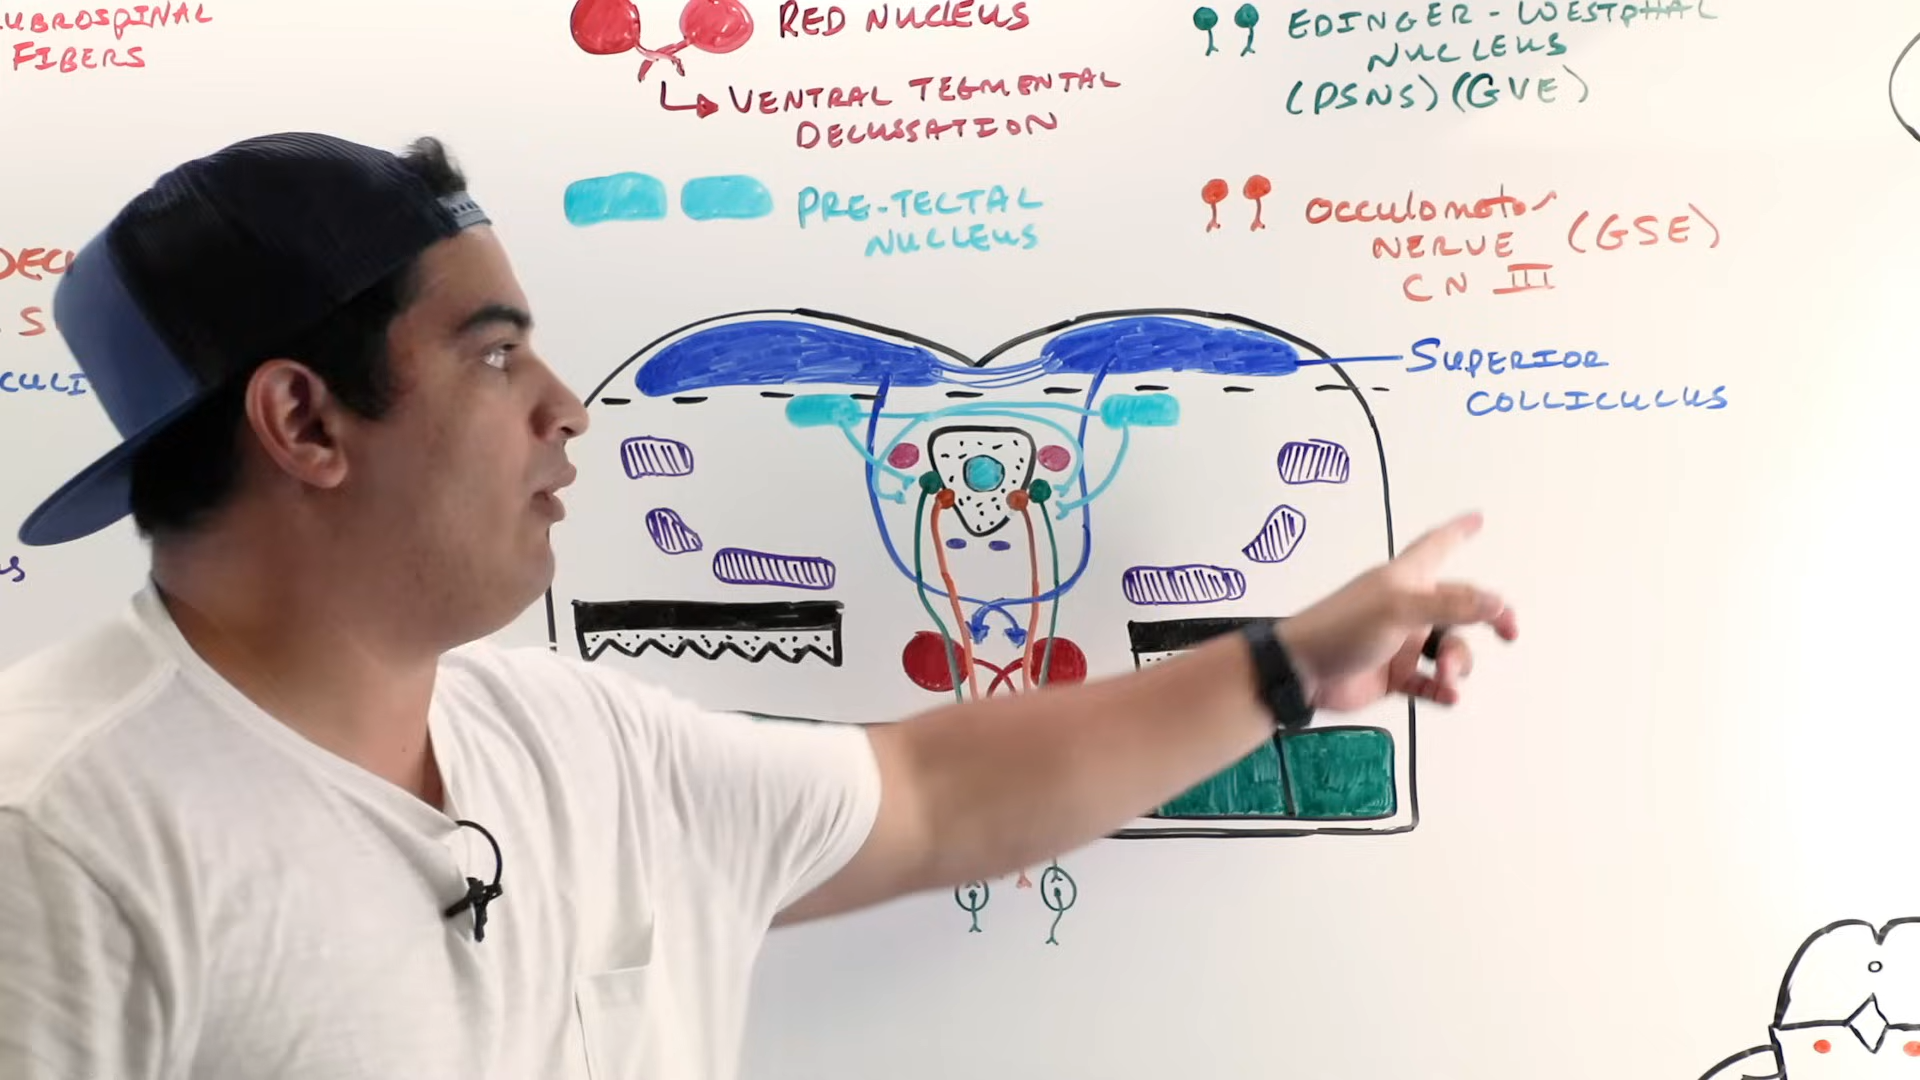 FIBERS
RED NUCLEUS
VENTRAL TEGMENTAL
DECUSSATION
PRE-TECTAL
NUCLEUS
EDINGER-WESTPHAL
NUCLEUS
(PSNS) (GVE)
OCCULOMOTOR
NERVE (GSE)
CN III
SUPERIOR
COLLICULUS